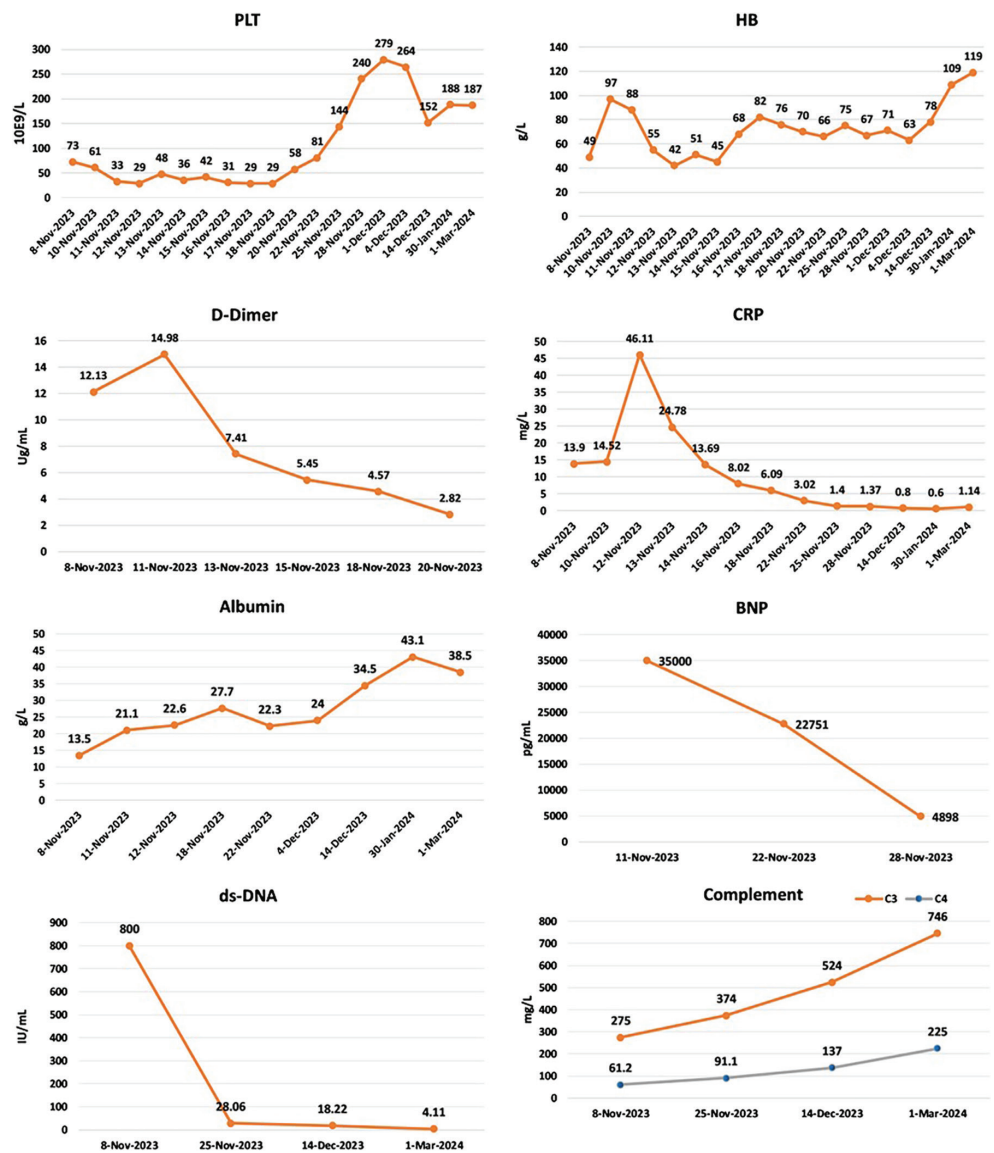 PLT
300
250
200
150
100
50
0
10E9/L
73 61 33 29 48 36 42 31 29 29 58 81 144 240 279 264 152 188 187
8-Nov-2023
10-Nov-2023
11-Nov-2023
12-Nov-2023
13-Nov-2023
14-Nov-2023
15-Nov-2023
16-Nov-2023
17-Nov-2023
18-Nov-2023
20-Nov-2023
22-Nov-2023
25-Nov-2023
28-Nov-2023
1-Dec-2023
4-Dec-2023
14-Dec-2023
30-Jan-2024
1-Mar-2024
HB
140
120
100
80
60
40
20
0
g/L
49 97 88 55 42 51 45 68 82 76 70 66 75 67 71 63 78 109 119
8-Nov-2023
10-Nov-2023
11-Nov-2023
12-Nov-2023
13-Nov-2023
14-Nov-2023
15-Nov-2023
16-Nov-2023
17-Nov-2023
18-Nov-2023
20-Nov-2023
22-Nov-2023
25-Nov-2023
28-Nov-2023
1-Dec-2023
4-Dec-2023
14-Dec-2023
30-Jan-2024
1-Mar-2024
D-Dimer
16
14
12
10
8
6
4
2
0
Ug/mL
12.13 14.98 7.41 5.45 4.57 2.82
8-Nov-2023 11-Nov-2023 13-Nov-2023 15-Nov-2023 18-Nov-2023 20-Nov-2023
CRP
50
45
40
35
30
25
20
15
10
5
0
mg/L
13.9 14.52 46.11 24.78 13.69 8.02 6.09 3.02 1.4 1.37 0.8 0.6 1.14
8-Nov-2023
10-Nov-2023
12-Nov-2023
13-Nov-2023
14-Nov-2023
16-Nov-2023
18-Nov-2023
22-Nov-2023
25-Nov-2023
28-Nov-2023
14-Dec-2023
30-Jan-2024
1-Mar-2024
Albumin
50
45
40
35
30
25
20
15
10
5
0
g/L
13.5 21.1 22.6 27.7 22.3 24 34.5 43.1 38.5
8-Nov-2023
11-Nov-2023
12-Nov-2023
18-Nov-2023
22-Nov-2023
4-Dec-2023
14-Dec-2023
30-Jan-2024
1-Mar-2024
BNP
40000
35000
30000
25000
20000
15000
10000
5000
0
pg/mL
35000
22751
4898
11-Nov-2023 22-Nov-2023 28-Nov-2023
ds-DNA
900
800
700
600
500
400
300
200
100
0
IU/mL
800
28.06 18.22 4.11
8-Nov-2023 25-Nov-2023 14-Dec-2023 1-Mar-2024
Complement
C3 C4
800
700
600
500
400
300
200
100
0
mg/L
275 374 524 746
61.2 91.1 137 225
8-Nov-2023 25-Nov-2023 14-Dec-2023 1-Mar-2024